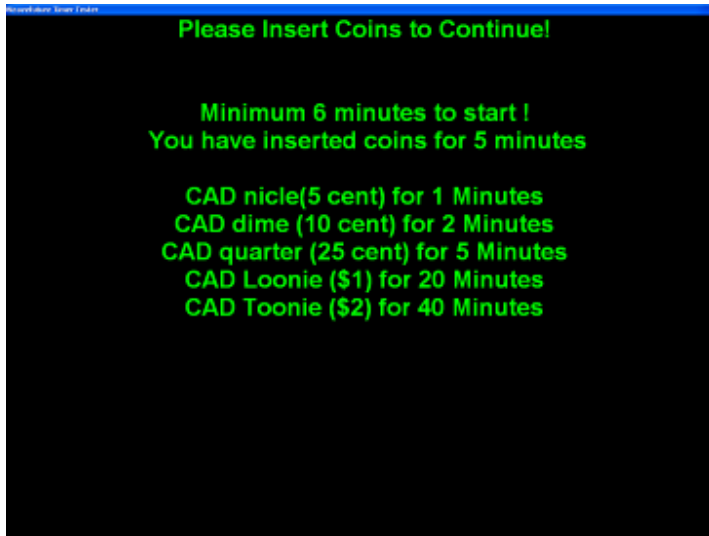 Please Insert Coins to Continue!
Minimum 6 minutes to start !
You have inserted coins for 5 minutes
CAD nicle(5 cent) for 1 Minutes
CAD dime (10 cent) for 2 Minutes
CAD quarter (25 cent) for 5 Minutes
CAD Loonie ($1) for 20 Minutes
CAD Toonie ($2) for 40 Minutes